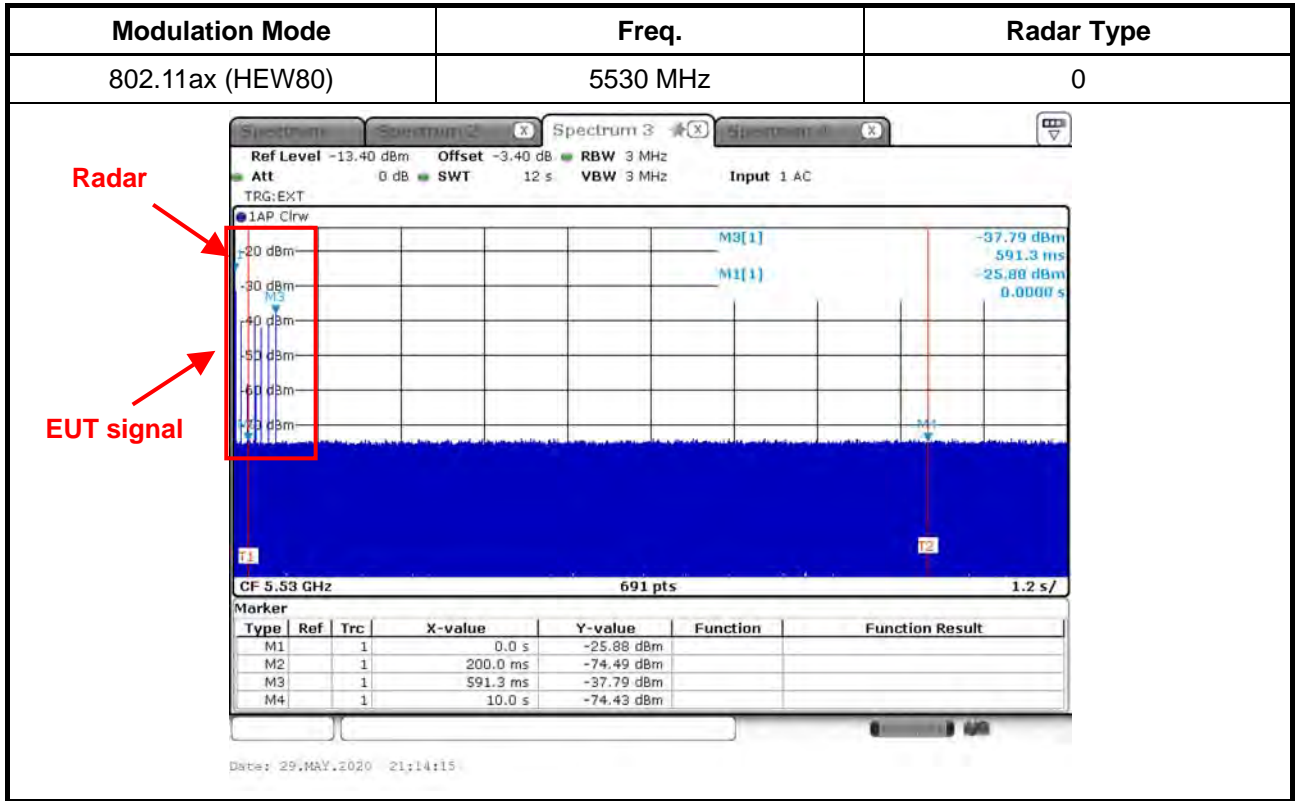 Modulation Mode Freq. Radar Type
802.11ax (HEW80) 5530 MHz 0
Spectrum Spectrum 2 X Spectrum 3 X Spectrum 4 X
Ref Level -13.40 dBm Offset -3.40 dB RBW 3 MHz
Att 0 dB SWT 12 s VBW 3 MHz Input 1 AC
TRG:EXT
1AP Clrw
Radar
M3[1] -37.79 dBm
-20 dBm
591.3 ms
M1[1] -25.88 dBm
-30 dBm
0.0000 s
M3
-40 dBm
-50 dBm
-60 dBm
EUT signal
-70 dBm
M4
T1
T2
CF 5.53 GHz 691 pts 1.2 s/
Marker
Type Ref Trc X-value Y-value Function Function Result
M1 1 0.0 s -25.88 dBm
M2 1 200.0 ms -74.49 dBm
M3 1 591.3 ms -37.79 dBm
M4 1 10.0 s -74.43 dBm
Date: 29.MAY.2020 21:14:15